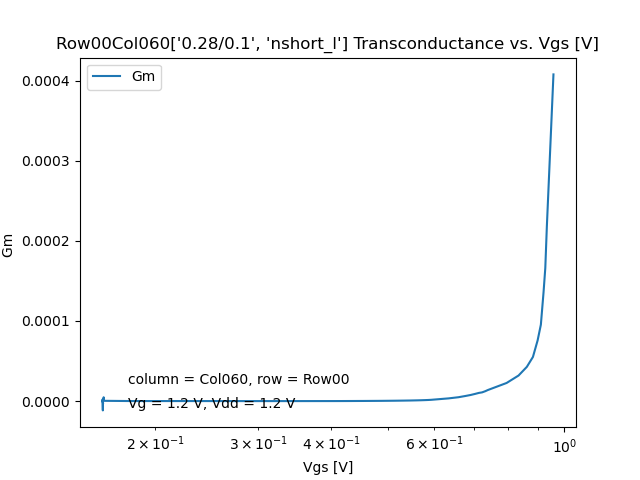 Row00Col060['0.28/0.1', 'nshort_l'] Transconductance vs. Vgs [V]
Gm
0.0004
0.0003
0.0002
0.0001
0.0000
Gm
column = Col060, row = Row00
Vg = 1.2 V, Vdd = 1.2 V
2 × 10⁻¹ 3 × 10⁻¹ 4 × 10⁻¹ 6 × 10⁻¹ 10⁰
Vgs [V]